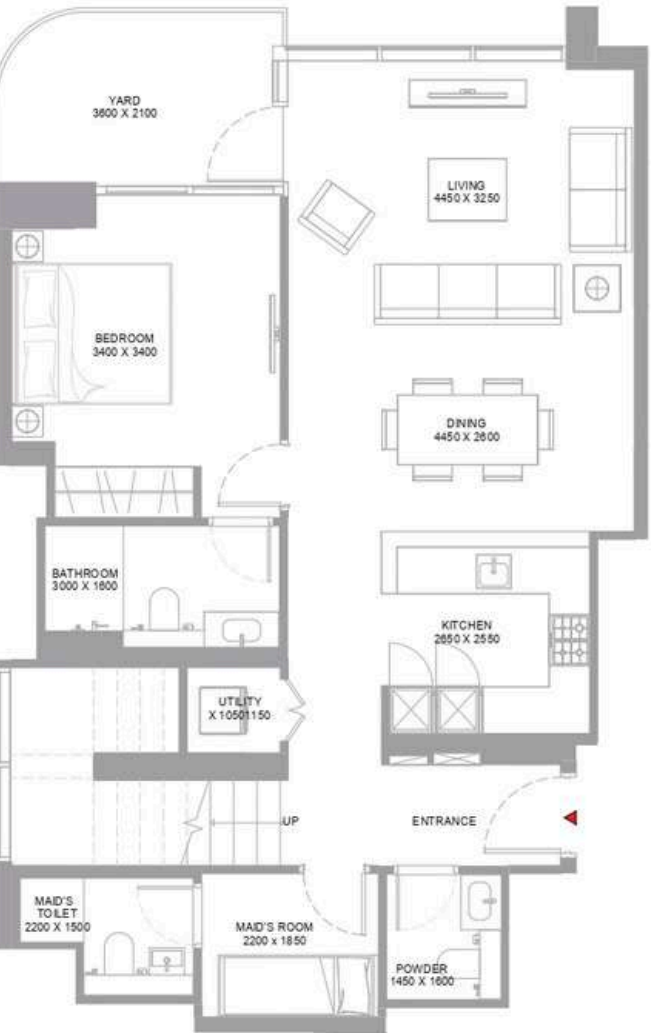 YARD
3600 X 2100
LIVING
4450 X 3250
BEDROOM
3400 X 3400
DINING
4450 X 2600
BATHROOM
3000 X 1600
KITCHEN
2650 X 2550
UTILITY
X 10501150
UP
ENTRANCE
MAID'S
TOILET
2200 X 1500
MAID'S ROOM
2200 x 1850
POWDER
1450 X 1600